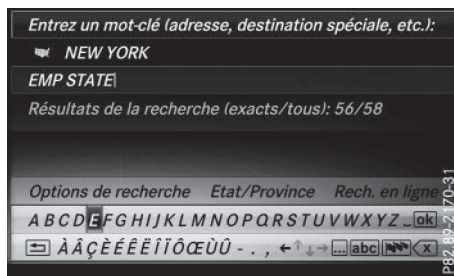 Entrez un mot-clé (adresse, destination spéciale, etc.):
NEW YORK
EMP STATE
Résultats de la recherche (exacts/tous): 56/58
Options de recherche Etat/Province Rech. en ligne
A B C D E F G H I J K L M N O P Q R S T U V W X Y Z _ ok
À Â Ç È É Ê Ë Î Ï Ô Œ Ù Û - . , ←↑↓→ ... abc X
P82.89-2170-31